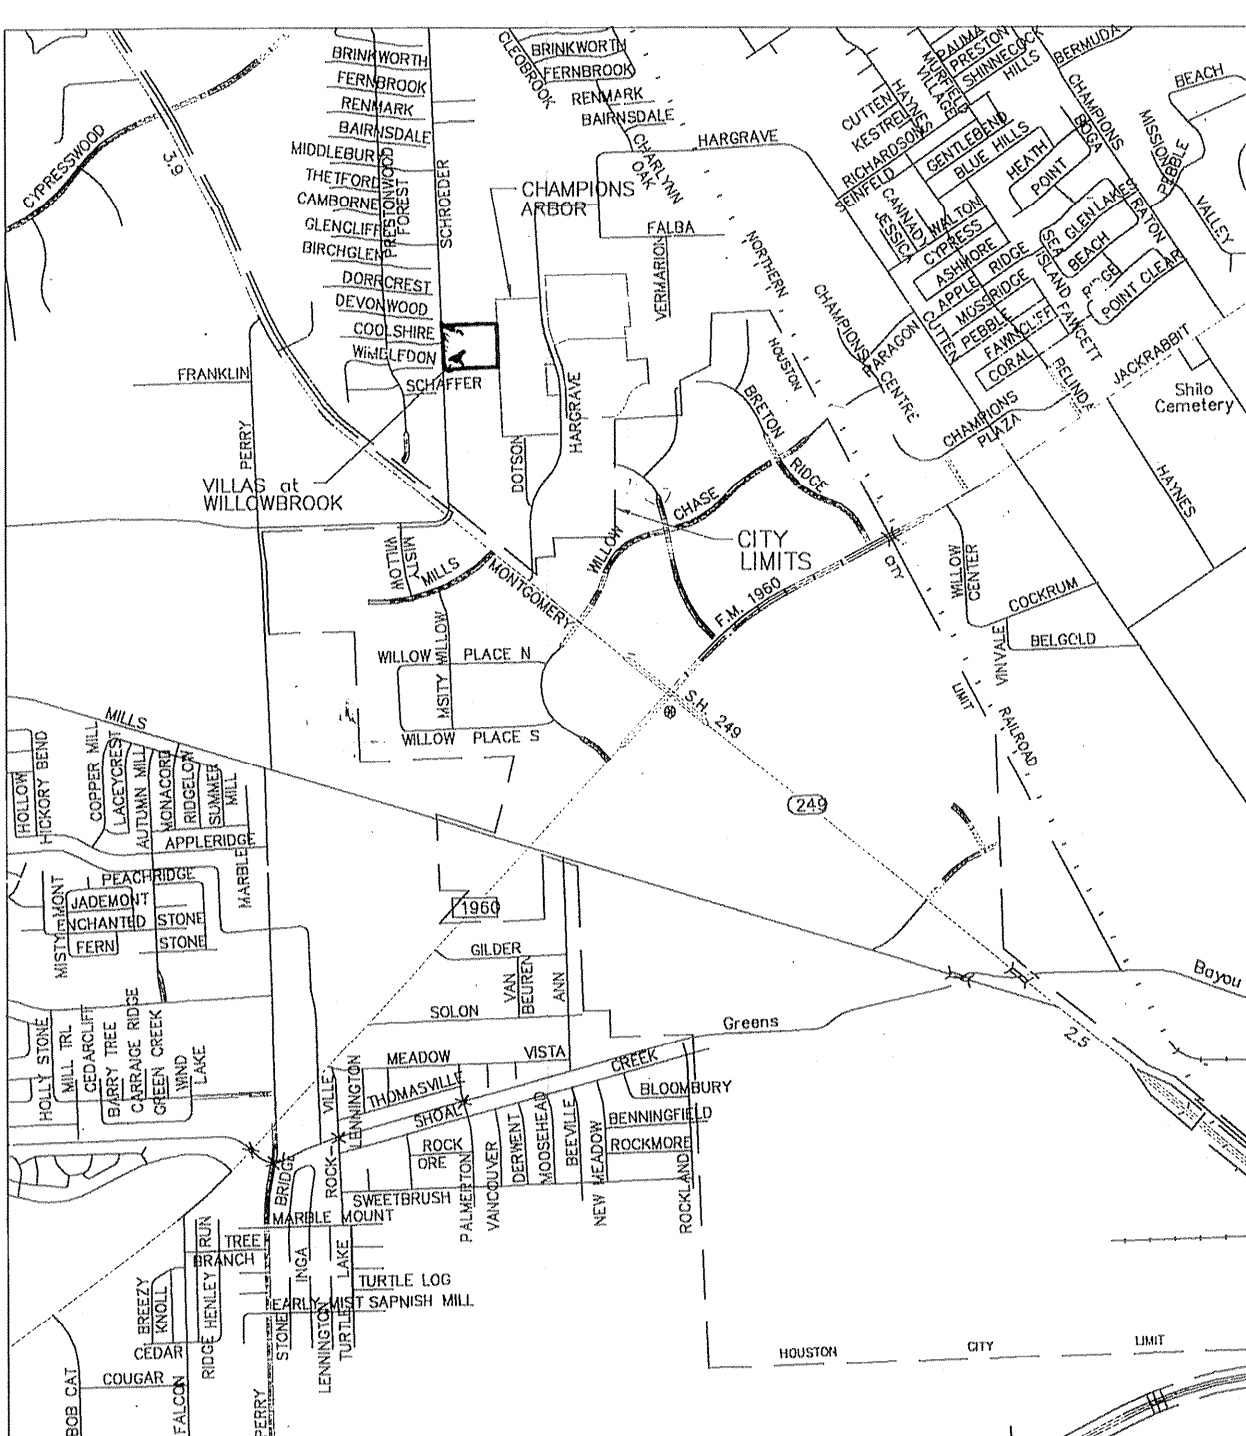 BRINKWORTH
FERNBROOK
RENMARK
BAIRNSDALE
MIDDLEBUR
THETFORD
CAMBORNE
GLENCLIFF
BIRCHGLEN
DORRCREST
DEVONWOOD
COOLSHIRE
WIMBLEDON
SCHAFFER
PRESTONWOOD
FOREST
SCHROEDER
CYPRESSWOOD
3.9
FRANKLIN
PERRY
VILLAS at
WILLOWBROOK
CHAMPIONS
ARBOR
CLEOBROOK
BRINKWORTH
FERNBROOK
RENMARK
BAIRNSDALE
CHARLYNN
OAK
HARGRAVE
FALBA
VERMARION
NORTHERN
HOUSTON
HARGRAVE
DOTSON
CHAMPIONS
CENTRE
PARAGON
CUTTEN
HAYNES
KESTREL
RICHARDSON
SEINFELD
CANNADY
JESSICA
WALTON
CYPRESS
ASHMORE
APPLE RIDGE
MOSSRIDGE
PEBBLE
FAWNCLIFF
CORAL
CUTTEN
PALIMA
PRESTON
SHINNECOCK
HILLS
MUIRFIELD
VILLAGE
BERMUDA
GENTLEBEND
BLUE HILLS
HEATH
POINT
CHAMPIONS
BOCA
BEACH
MISSION
PEBBLE
VALLEY
RATON
GLEN LAKES
SEA
ISLAND
BEACH
POINT CLEAR
FAWCETT
PELINDA
JACKRABBIT
Shilo
Cemetery
CHAMPIONS
PLAZA
HAYNES
BRETON
RIDGE
WILLOW
CHASE
CITY
LIMITS
F.M. 1960
CITY
WILLOW
CENTER
COCKRUM
BELGOLD
VINVALE
LIMIT
RAILROAD
MISTY
WILLOW
MILLS
MONTGOMERY
MSITY WILLOW
WILLOW PLACE N
WILLOW PLACE S
S.H. 249
249
MILLS
HOLLOW
HICKORY BEND
COPPER MILL
LACEYCREST
AUTUMN MILL
MONACORD
RIDGELOW
SUMMER
MILL
APPLERIDGE
MARBLE
PEACHRIDGE
JADEMONT
ENCHANTED STONE
FERN
STONE
MISTYEMONT
1960
GILDER
VAN
BEUREN
ANN
SOLON
Greens
Bayou
2.5
HOLLY STONE
MILL TRL
CEDARCLIFF
BARRY TREE
CARRAIGE RIDGE
GREEN CREEK
WIND
LAKE
MEADOW
VISTA
THOMASVILLE
SHOAL
CREEK
VILLE
LENNINGTON
ROCK-
BRIDGE
ROCK
ORE
PALMERTON
VANCOUVER
DERWENT
MOOSEHEAD
BEEVILLE
NEW MEADOW
BLOOMBURY
BENNINGFIELD
ROCKMORE
ROCKLAND
SWEETBRUSH
MARBLE MOUNT
TREE
BRANCH
RUN
RIDGE HENLEY
BREEZY
KNOLL
CEDAR
COUGAR
BOB CAT
FALCON
PERRY
INGA
STONE
LENNINGTON
LAKE
TURTLE
TURTLE LOG
EARLY MIST SAPNISH MILL
HOUSTON
CITY
LIMIT